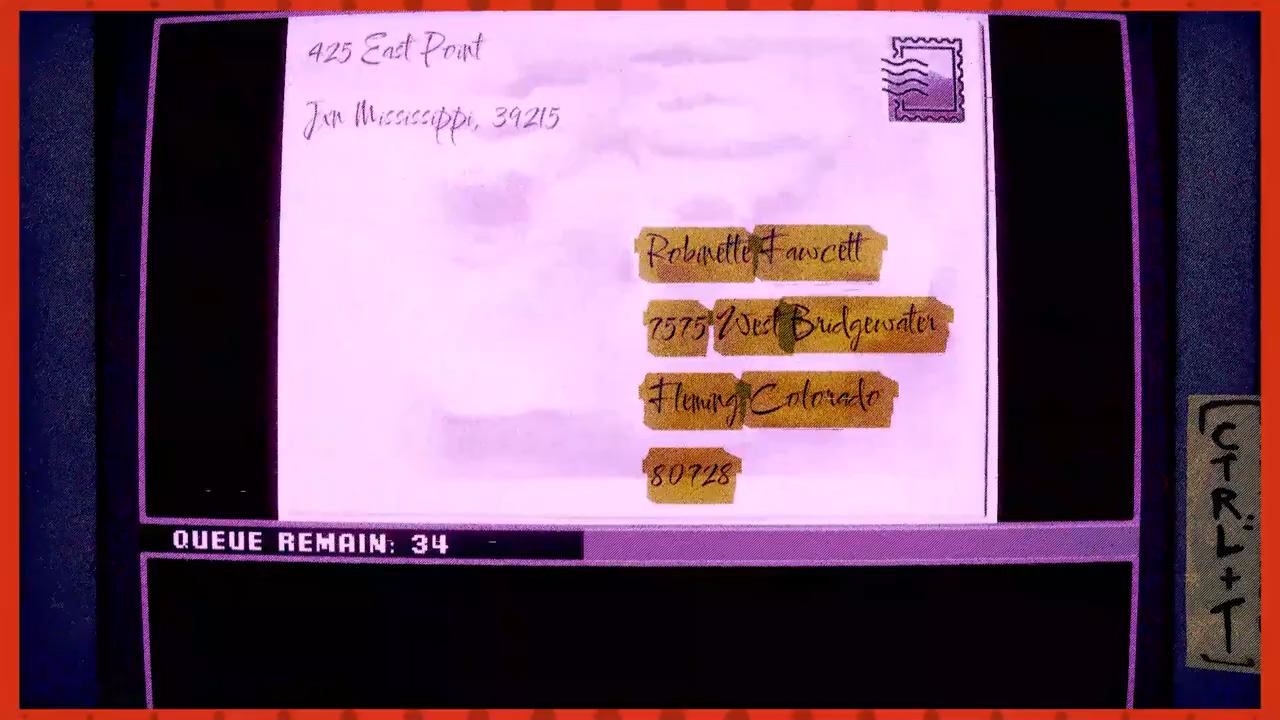 425 East Point
Jxn Mississippi, 39215
Robinette Fawcett
7575 West Bridgewater
Fleming Colorado
80728
QUEUE REMAIN: 34
[CTRL+T]